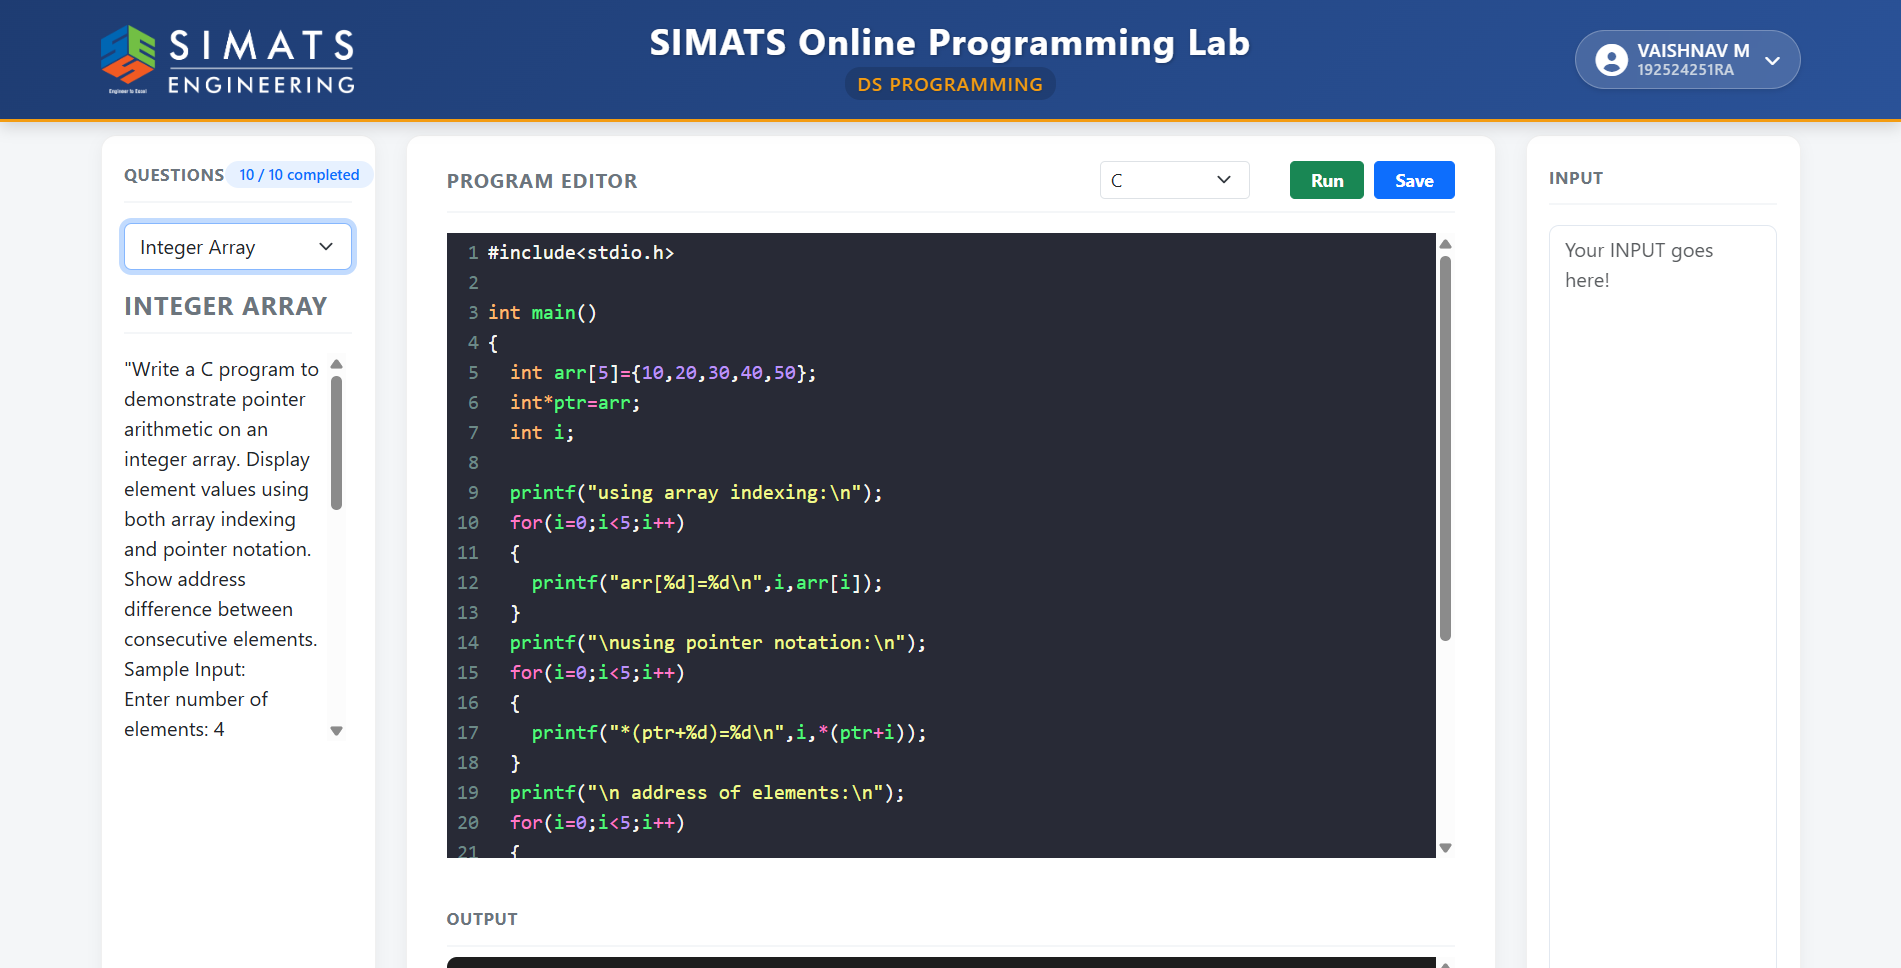 SIMATS
ENGINEERING
Engineer to Excel
SIMATS Online Programming Lab
DS PROGRAMMING
VAISHNAV M
192524251RA
QUESTIONS 10 / 10 completed
Integer Array
INTEGER ARRAY
"Write a C program to
demonstrate pointer
arithmetic on an
integer array. Display
element values using
both array indexing
and pointer notation.
Show address
difference between
consecutive elements.
Sample Input:
Enter number of
elements: 4
PROGRAM EDITOR
C
Run
Save
1 #include<stdio.h>
2
3 int main()
4 {
5   int arr[5]={10,20,30,40,50};
6   int*ptr=arr;
7   int i;
8
9   printf("using array indexing:\n");
10   for(i=0;i<5;i++)
11   {
12     printf("arr[%d]=%d\n",i,arr[i]);
13   }
14   printf("\nusing pointer notation:\n");
15   for(i=0;i<5;i++)
16   {
17     printf("*(ptr+%d)=%d\n",i,*(ptr+i));
18   }
19   printf("\n address of elements:\n");
20   for(i=0;i<5;i++)
21   {
OUTPUT
INPUT
Your INPUT goes
here!